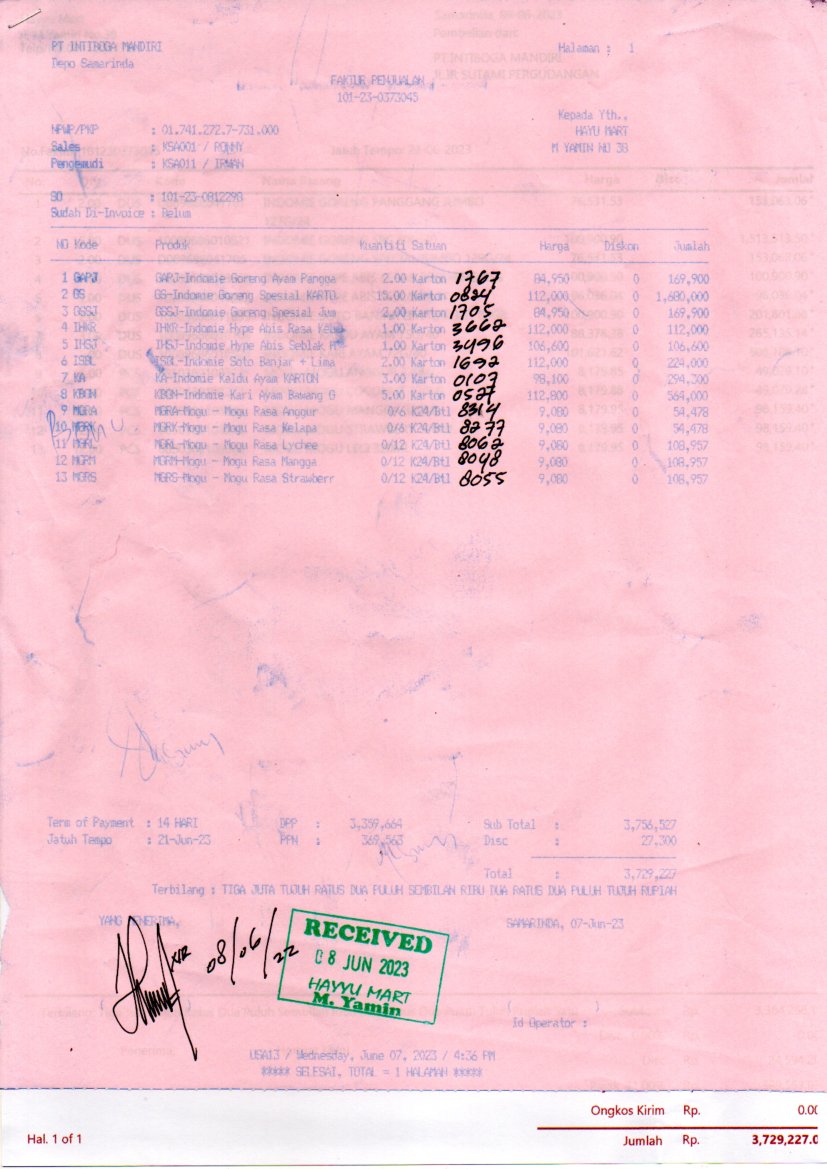 PT INTIBOGA MANDIRI
Halaman : 1
Depo Samarinda
FAKTUR PENJUALAN
101-23-0373045
Kepada Yth.,
NPWP/PKP : 01.741.272.7-731.000
HAYU MART
Sales : KSA001 / RONNY
M YAMIN NO 38
Pengemudi : KSA011 / IRWAN
SO : 101-23-0812298
Sudah Di-Invoice : Belum
NO Kode Produk Kuantiti Satuan Harga Diskon Jumlah
1 GAPJ GAPJ-Indomie Goreng Ayam Pangua 2.00 Karton 1767 84,950 0 169,900
2 GS GS-Indomie Goreng Spesial KARTO 15.00 Karton 0824 112,000 0 1,680,000
3 GSSJ GSSJ-Indomie Goreng Spesial Jum 2.00 Karton 1705 84,950 0 169,900
4 IHKR IHKR-Indomie Hype Abis Rasa Keb 1.00 Karton 3662 112,000 0 112,000
5 IHSJ IHSJ-Indomie Hype Abis Seblak H 1.00 Karton 3496 106,600 0 106,600
6 ISBL ISBL-Indomie Soto Banjar + Lima 2.00 Karton 1692 112,000 0 224,000
7 KA KA-Indomie Kaldu Ayam KARTON 3.00 Karton 0107 98,100 0 294,300
8 KBGN KBGN-Indomie Kari Ayam Bawang G 5.00 Karton 0527 112,800 0 564,000
9 MGRA MGRA-Mogu - Mogu Rasa Anggur 0/6 K24/Btl 8314 9,080 0 54,478
10 MGRK MGRK-Mogu - Mogu Rasa Kelapa 0/6 K24/Btl 8277 9,080 0 54,478
11 MGRL MGRL-Mogu - Mogu Rasa Lychee 0/12 K24/Btl 8062 9,080 0 108,957
12 MGRM MGRM-Mogu - Mogu Rasa Mangga 0/12 K24/Btl 8048 9,080 0 108,957
13 MGRS MGRS-Mogu - Mogu Rasa Strawberr 0/12 K24/Btl 8055 9,080 0 108,957
Term of Payment : 14 HARI DPP : 3,359,664 Sub Total : 3,756,527
Jatuh Tempo : 21-Jun-23 PPN : 369,563 Disc : 27,300
Total : 3,729,227
Terbilang : TIGA JUTA TUJUH RATUS DUA PULUH SEMBILAN RIBU DUA RATUS DUA PULUH TUJUH RUPIAH
YANG MENERIMA,
SAMARINDA, 07-Jun-23
08/06/22
RECEIVED
08 JUN 2023
HAYYU MART
M. Yamin
Id Operator :
USA13 / Wednesday, June 07, 2023 / 4:36 PM
***** SELESAI, TOTAL = 1 HALAMAN *****
Ongkos Kirim Rp. 0.00
Hal. 1 of 1
Jumlah Rp. 3,729,227.0